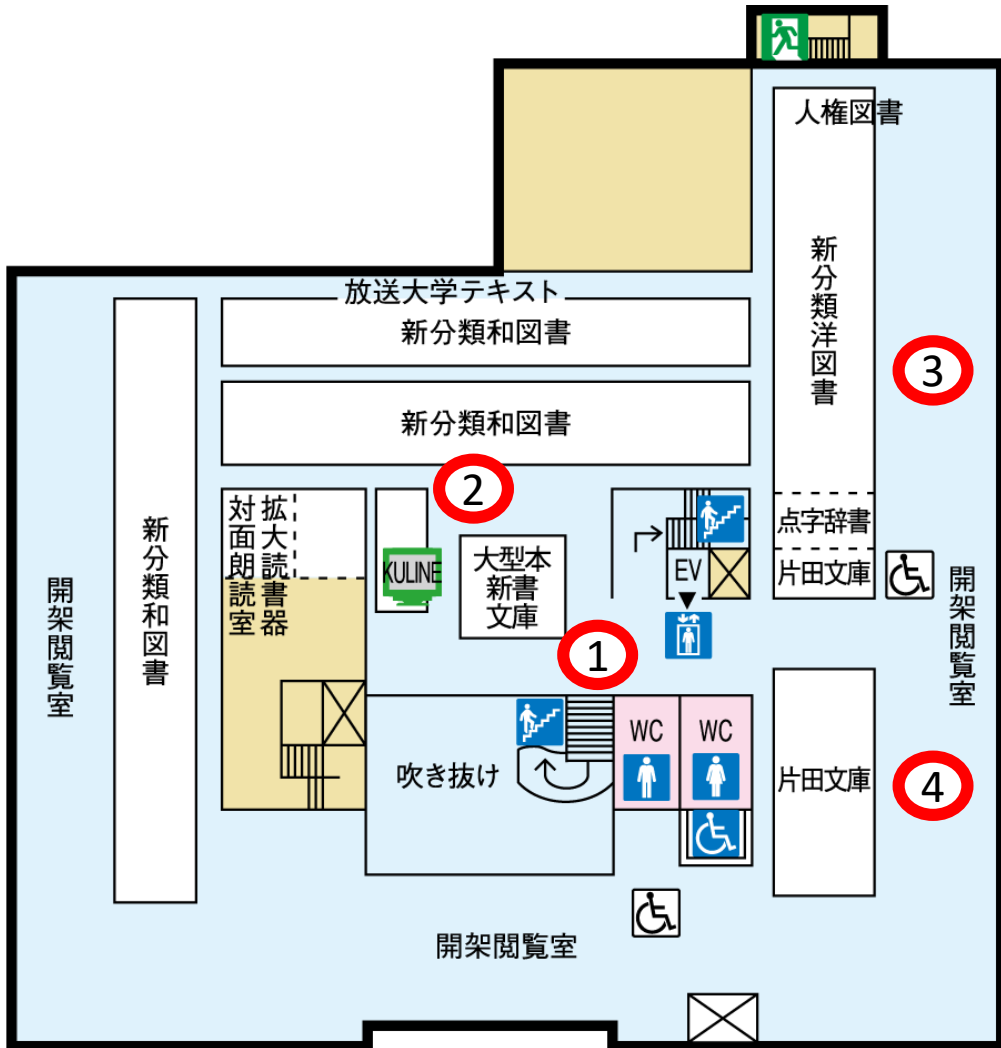 人権図書
新分類洋図書
放送大学テキスト
新分類和図書
③
新分類和図書
②
対面朗読室
拡大読書器
KULINE
大型本
新書
文庫
EV
点字辞書
片田文庫
新分類和図書
開架閲覧室
開架閲覧室
①
WC
WC
吹き抜け
片田文庫
④
開架閲覧室